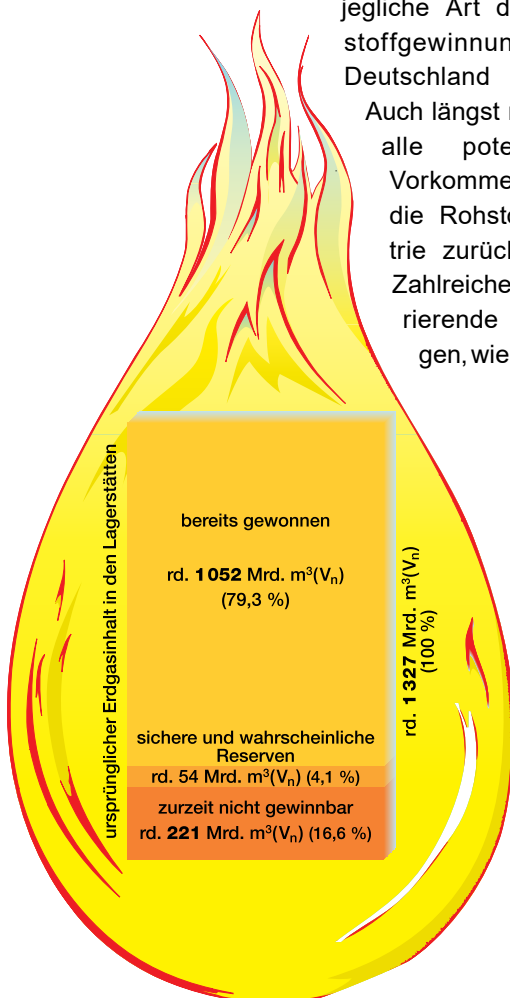 jegliche Art d
stoffgewinnun
Deutschland
Auch längst
alle pote
Vorkomme
die Rohst
trie zurück
Zahlreiche
rierende
gen, wie
ursprünglicher Erdgasinhalt in den Lagerstätten
bereits gewonnen
rd. 1 052 Mrd. m³(Vₙ)
(79,3 %)
sichere und wahrscheinliche
Reserven
rd. 54 Mrd. m³(Vₙ) (4,1 %)
zurzeit nicht gewinnbar
rd. 221 Mrd. m³(Vₙ) (16,6 %)
rd. 1 327 Mrd. m³(Vₙ)
(100 %)